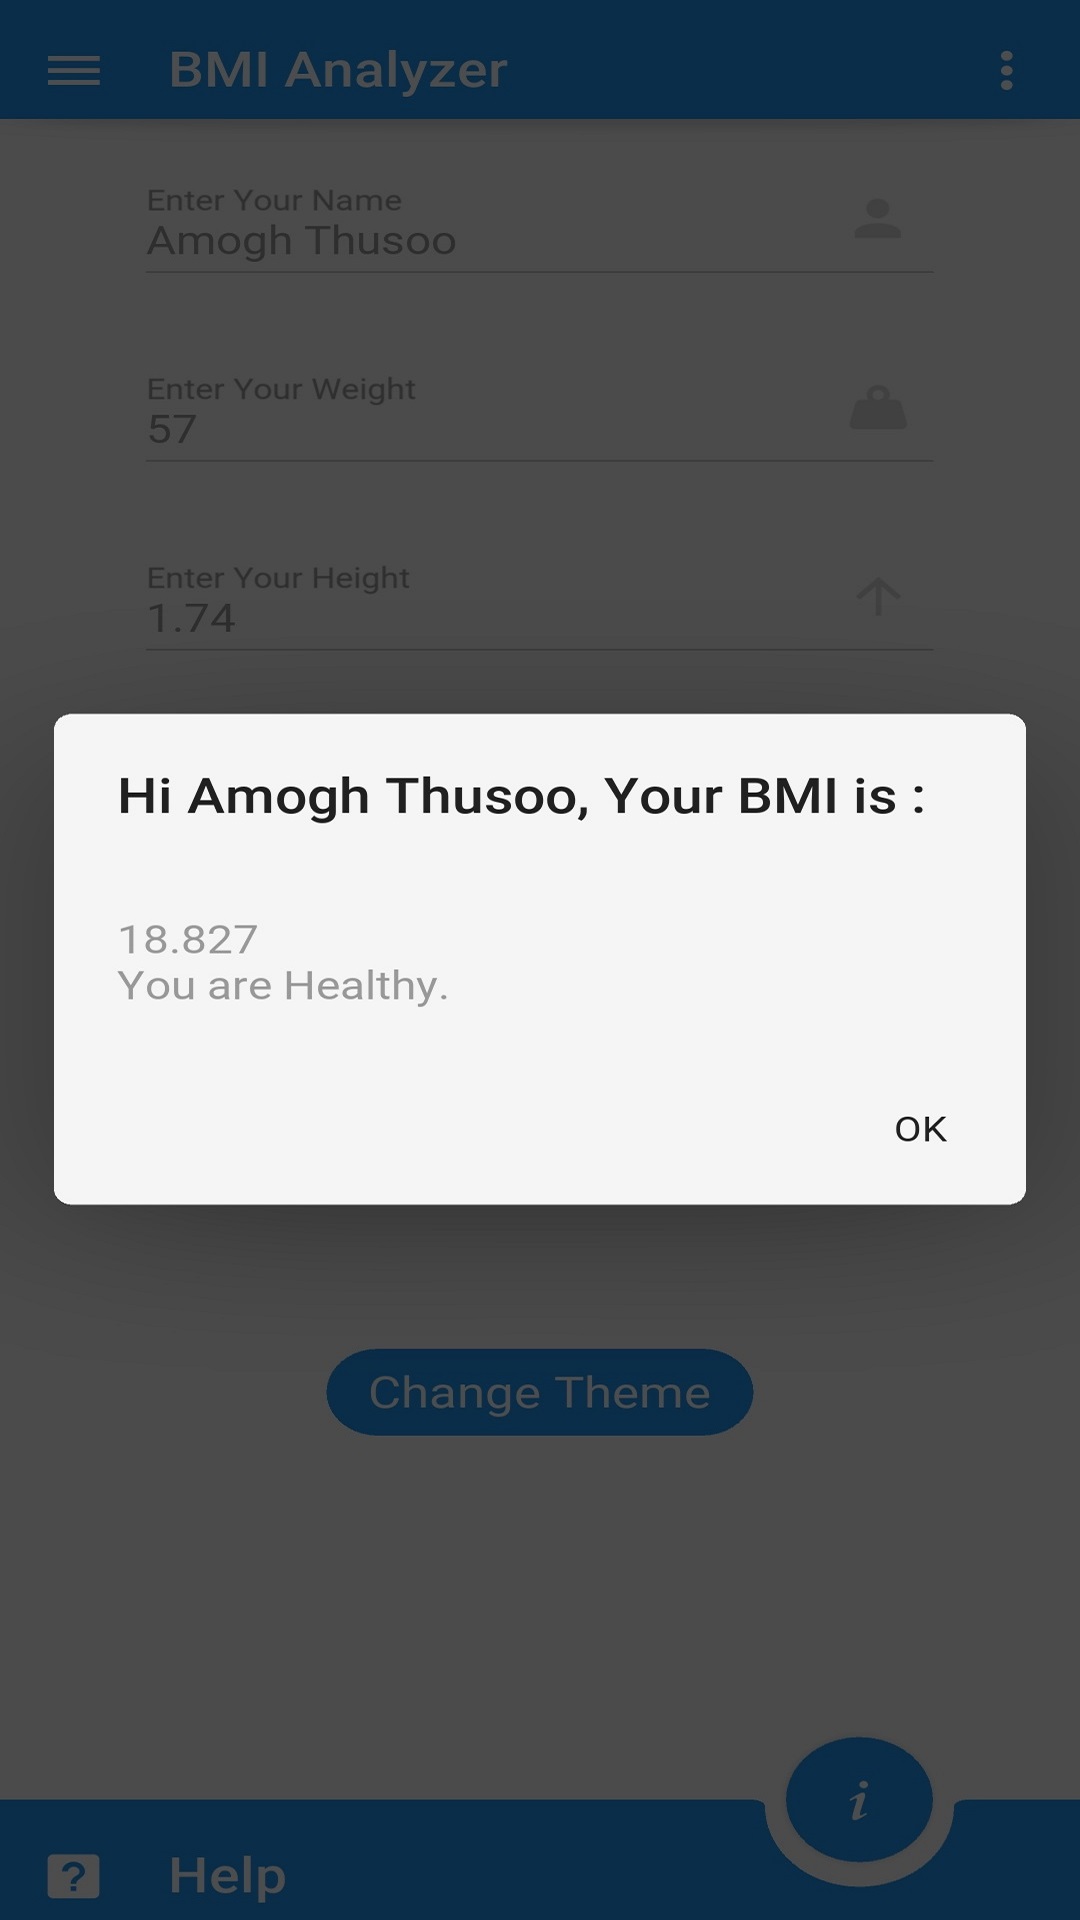 BMI Analyzer
Enter Your Name
Amogh Thusoo
Enter Your Weight
57
Enter Your Height
1.74
Hi Amogh Thusoo, Your BMI is :
18.827
You are Healthy.
OK
Change Theme
i
? Help